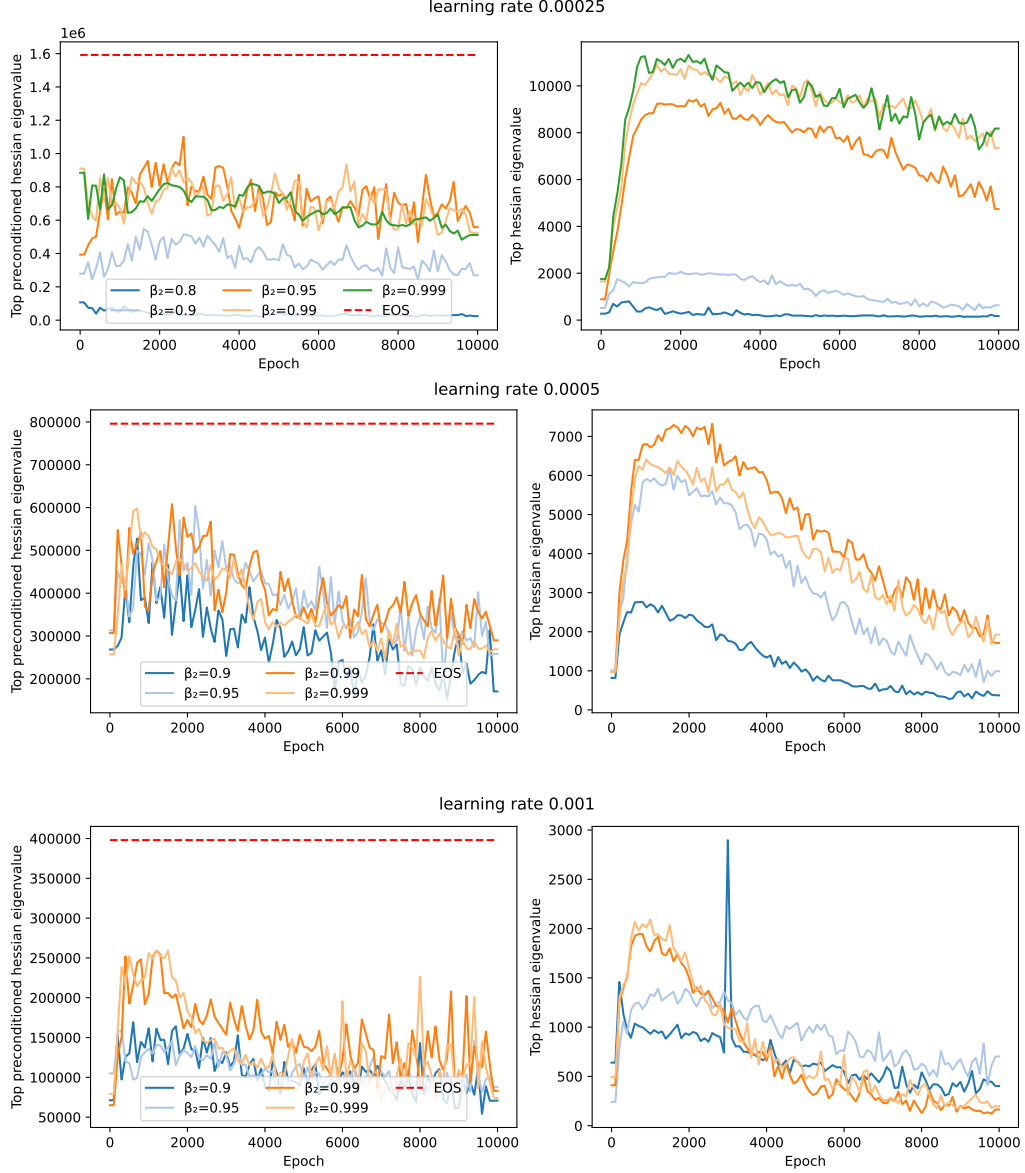 learning rate 0.00025
1e6
Top preconditioned hessian eigenvalue
1.6
1.4
1.2
1.0
0.8
0.6
0.4
0.2
0.0
β₂=0.8
β₂=0.9
β₂=0.95
β₂=0.99
β₂=0.999
EOS
0 2000 4000 6000 8000 10000
Epoch
Top hessian eigenvalue
10000
8000
6000
4000
2000
0
0 2000 4000 6000 8000 10000
Epoch
learning rate 0.0005
Top preconditioned hessian eigenvalue
800000
700000
600000
500000
400000
300000
200000
β₂=0.9
β₂=0.95
β₂=0.99
β₂=0.999
EOS
0 2000 4000 6000 8000 10000
Epoch
Top hessian eigenvalue
7000
6000
5000
4000
3000
2000
1000
0
0 2000 4000 6000 8000 10000
Epoch
learning rate 0.001
Top preconditioned hessian eigenvalue
400000
350000
300000
250000
200000
150000
100000
50000
β₂=0.9
β₂=0.95
β₂=0.99
β₂=0.999
EOS
0 2000 4000 6000 8000 10000
Epoch
Top hessian eigenvalue
3000
2500
2000
1500
1000
500
0
0 2000 4000 6000 8000 10000
Epoch